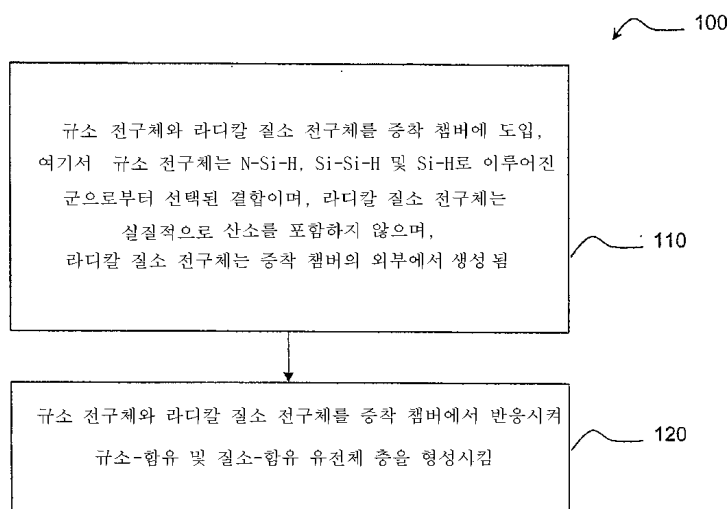 100
규소 전구체와 라디칼 질소 전구체를 증착 챔버에 도입,
여기서 규소 전구체는 N-Si-H, Si-Si-H 및 Si-H로 이루어진
군으로부터 선택된 결합이며, 라디칼 질소 전구체는
실질적으로 산소를 포함하지 않으며,
라디칼 질소 전구체는 증착 챔버의 외부에서 생성 됨
110
규소 전구체와 라디칼 질소 전구체를 증착 챔버에서 반응시켜
규소-함유 및 질소-함유 유전체 층을 형성시킴
120